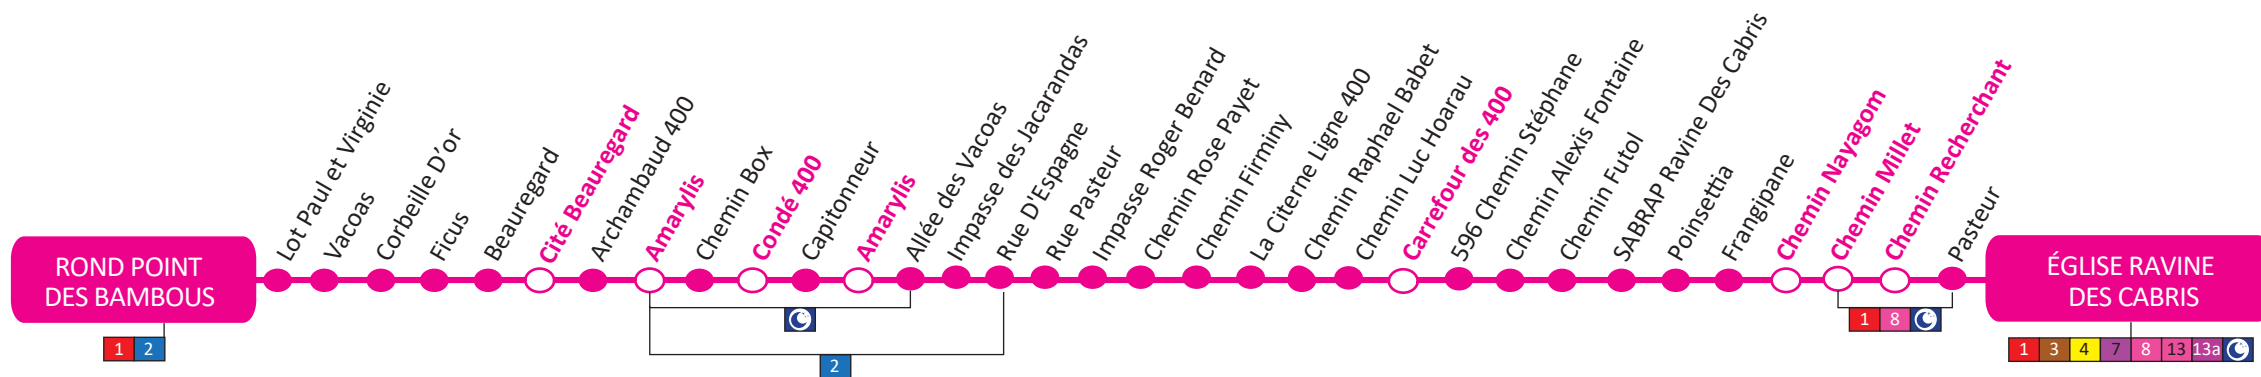 ROND POINT
DES BAMBOUS
1 2
Lot Paul et Virginie
Vacoas
Corbeille D'or
Ficus
Beauregard
Cité Beauregard
Archambaud 400
Amarylis
Chemin Box
Condé 400
Capitonneur
Amarylis
Allée des Vacoas
Impasse des Jacarandas
Rue D'Espagne
Rue Pasteur
Impasse Roger Benard
Chemin Rose Payet
Chemin Firminy
La Citerne Ligne 400
Chemin Raphael Babet
Chemin Luc Hoarau
Carrefour des 400
596 Chemin Stéphane
Chemin Alexis Fontaine
Chemin Futol
SABRAP Ravine Des Cabris
Poinsettia
Frangipane
Chemin Nayagom
Chemin Millet
Chemin Recherchant
Pasteur
2
1 8
ÉGLISE RAVINE
DES CABRIS
1 3 4 7 8 13 13a